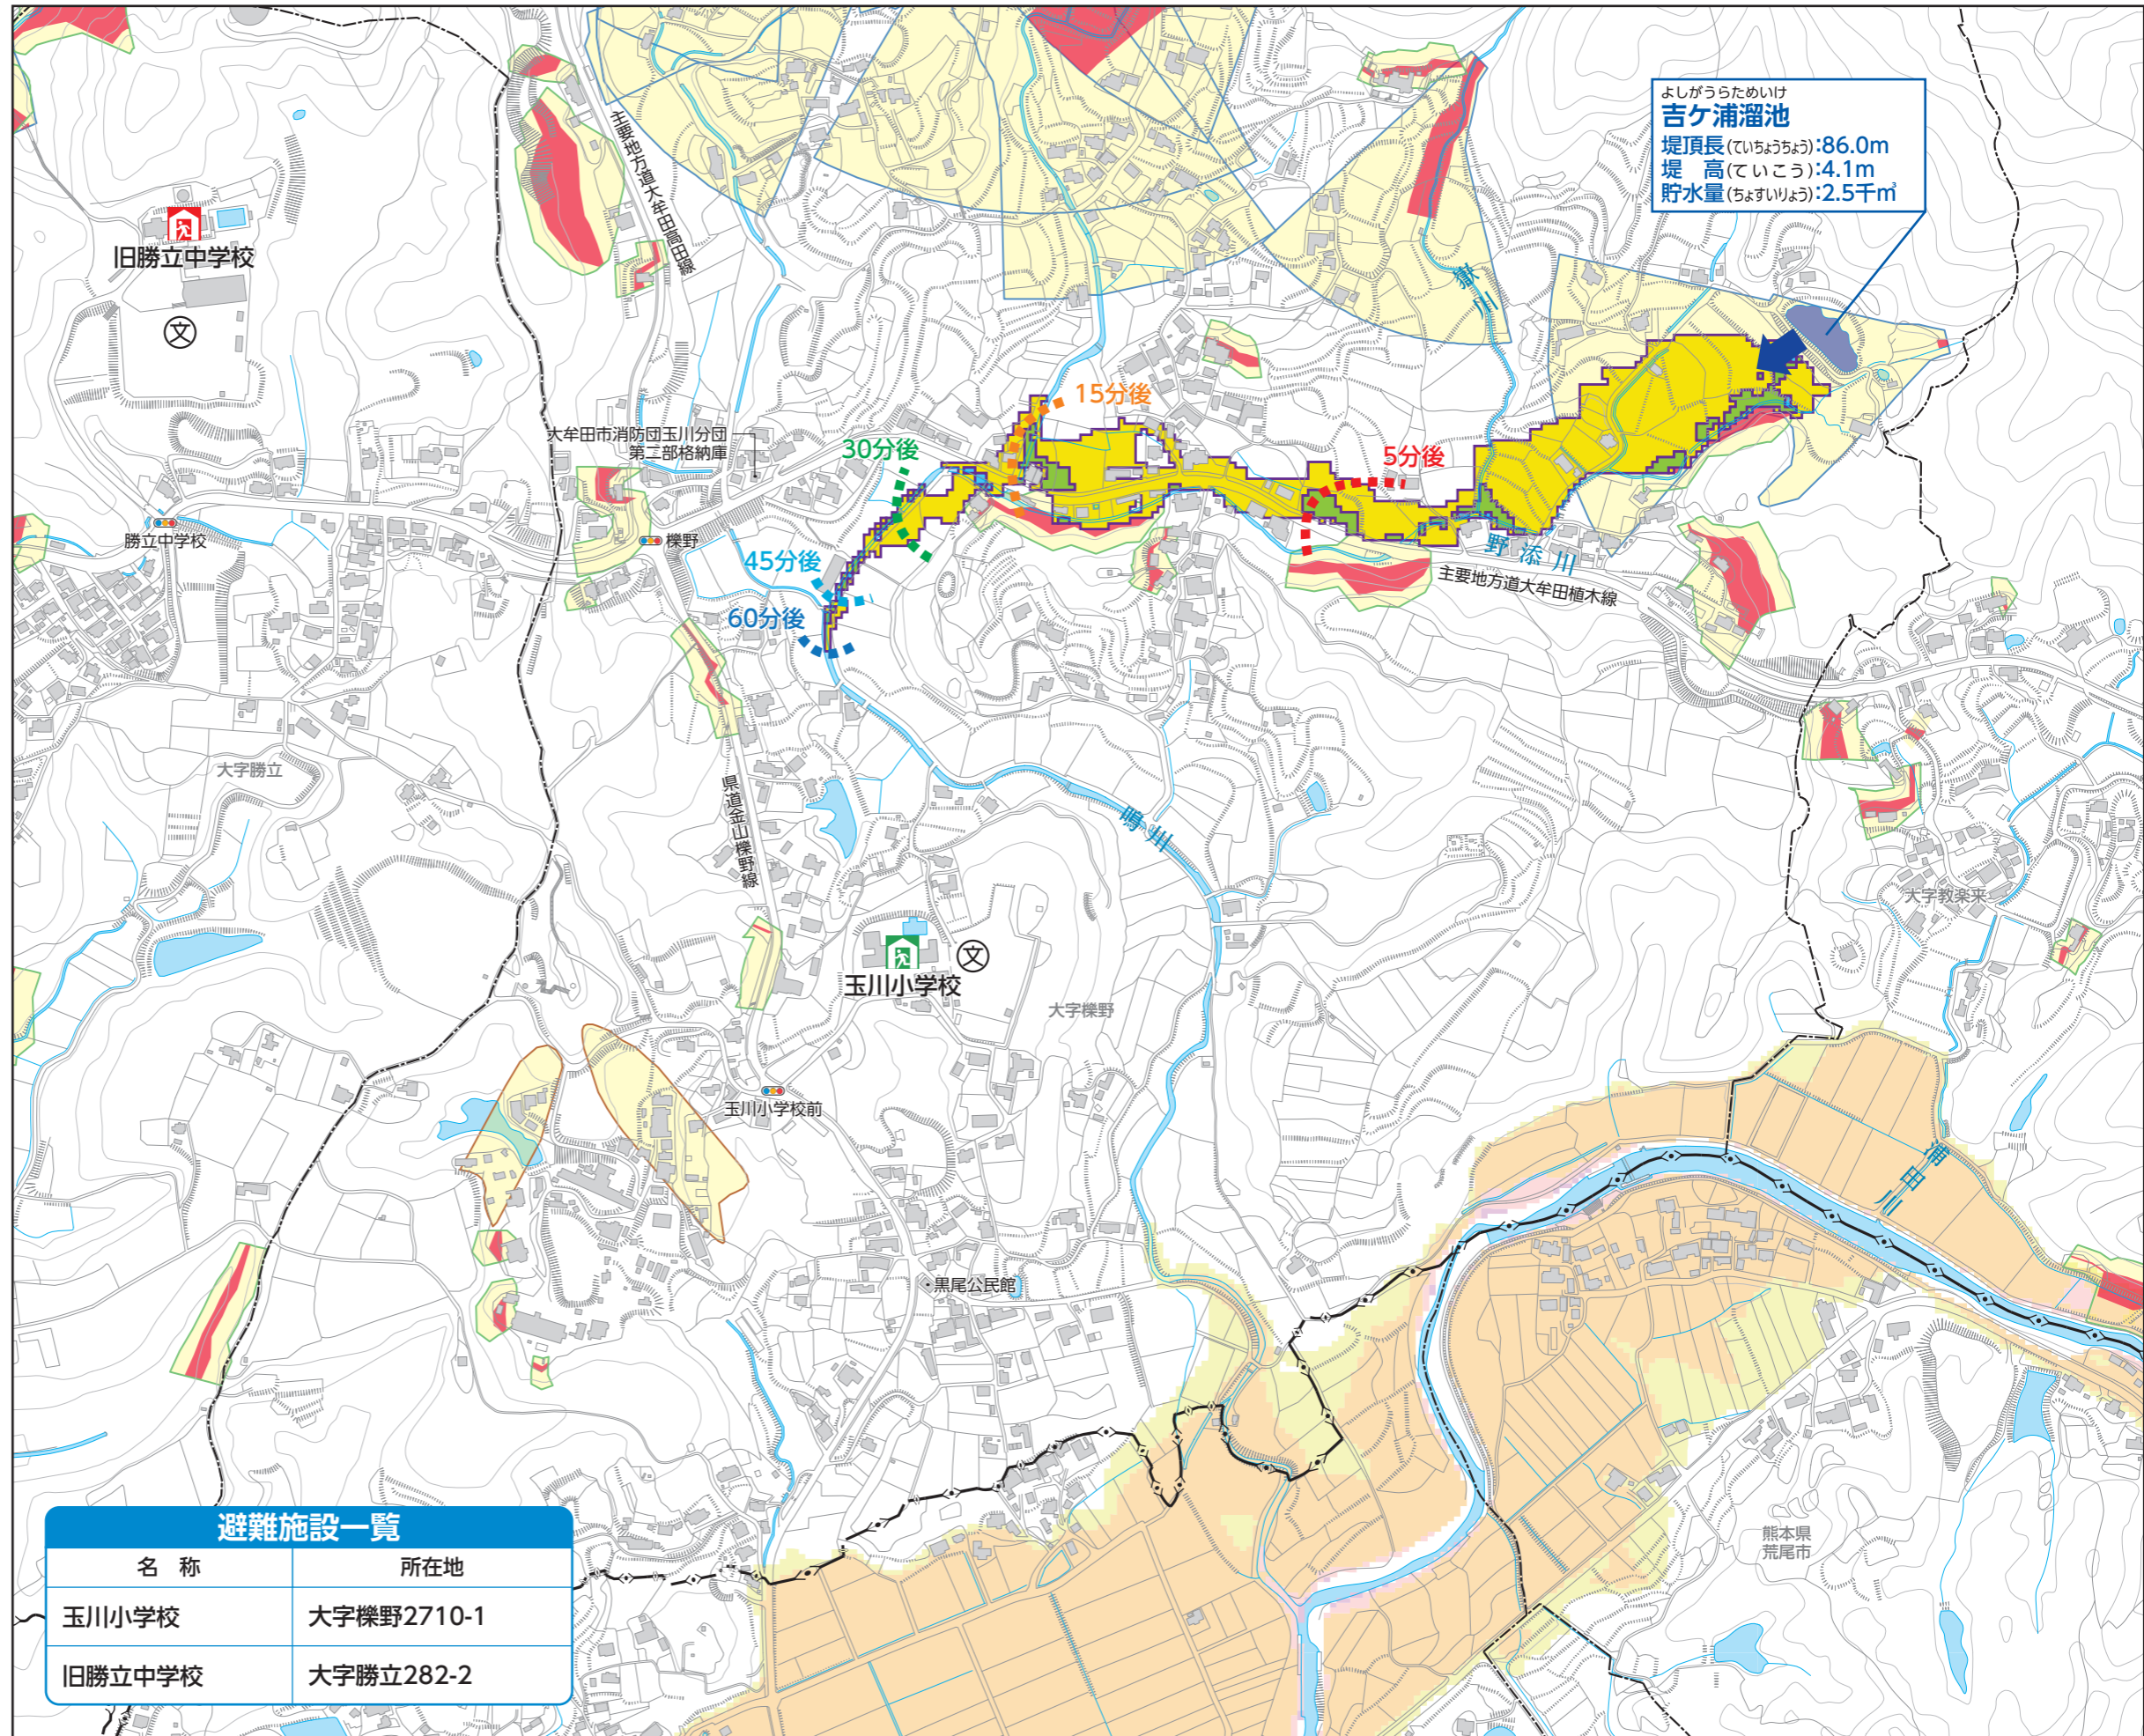 よしがうらためいけ
吉ケ浦溜池
堤頂長(ていちょうちょう):86.0m
堤　高(ていこう):4.1m
貯水量(ちょすいりょう):2.5千㎥
主要地方道大牟田高田線
旧勝立中学校
文
嶽川
15分後
大牟田市消防団玉川分団
第二部格納庫
30分後
5分後
勝立中学校
櫟野
野添川
45分後
主要地方道大牟田植木線
60分後
大字勝立
県道金山櫟野線
鳴川
大字教楽来
文
玉川小学校
大字櫟野
玉川小学校前
浦田川
黒尾公民館
熊本県
荒尾市
避難施設一覧
名　称　所在地
玉川小学校　大字櫟野2710-1
旧勝立中学校　大字勝立282-2